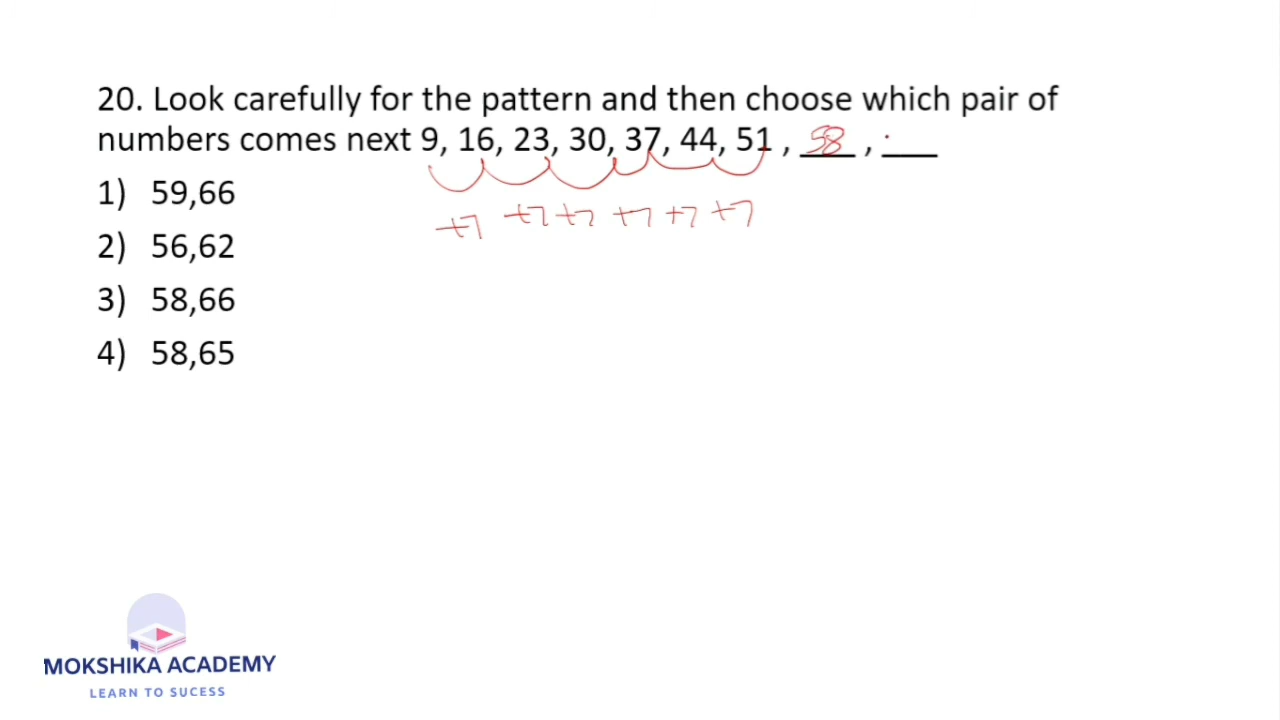 20. Look carefully for the pattern and then choose which pair of
numbers comes next 9, 16, 23, 30, 37, 44, 51 , 58 , ___
+7 +7 +7 +7 +7 +7
1) 59,66
2) 56,62
3) 58,66
4) 58,65
MOKSHIKA ACADEMY
LEARN TO SUCESS